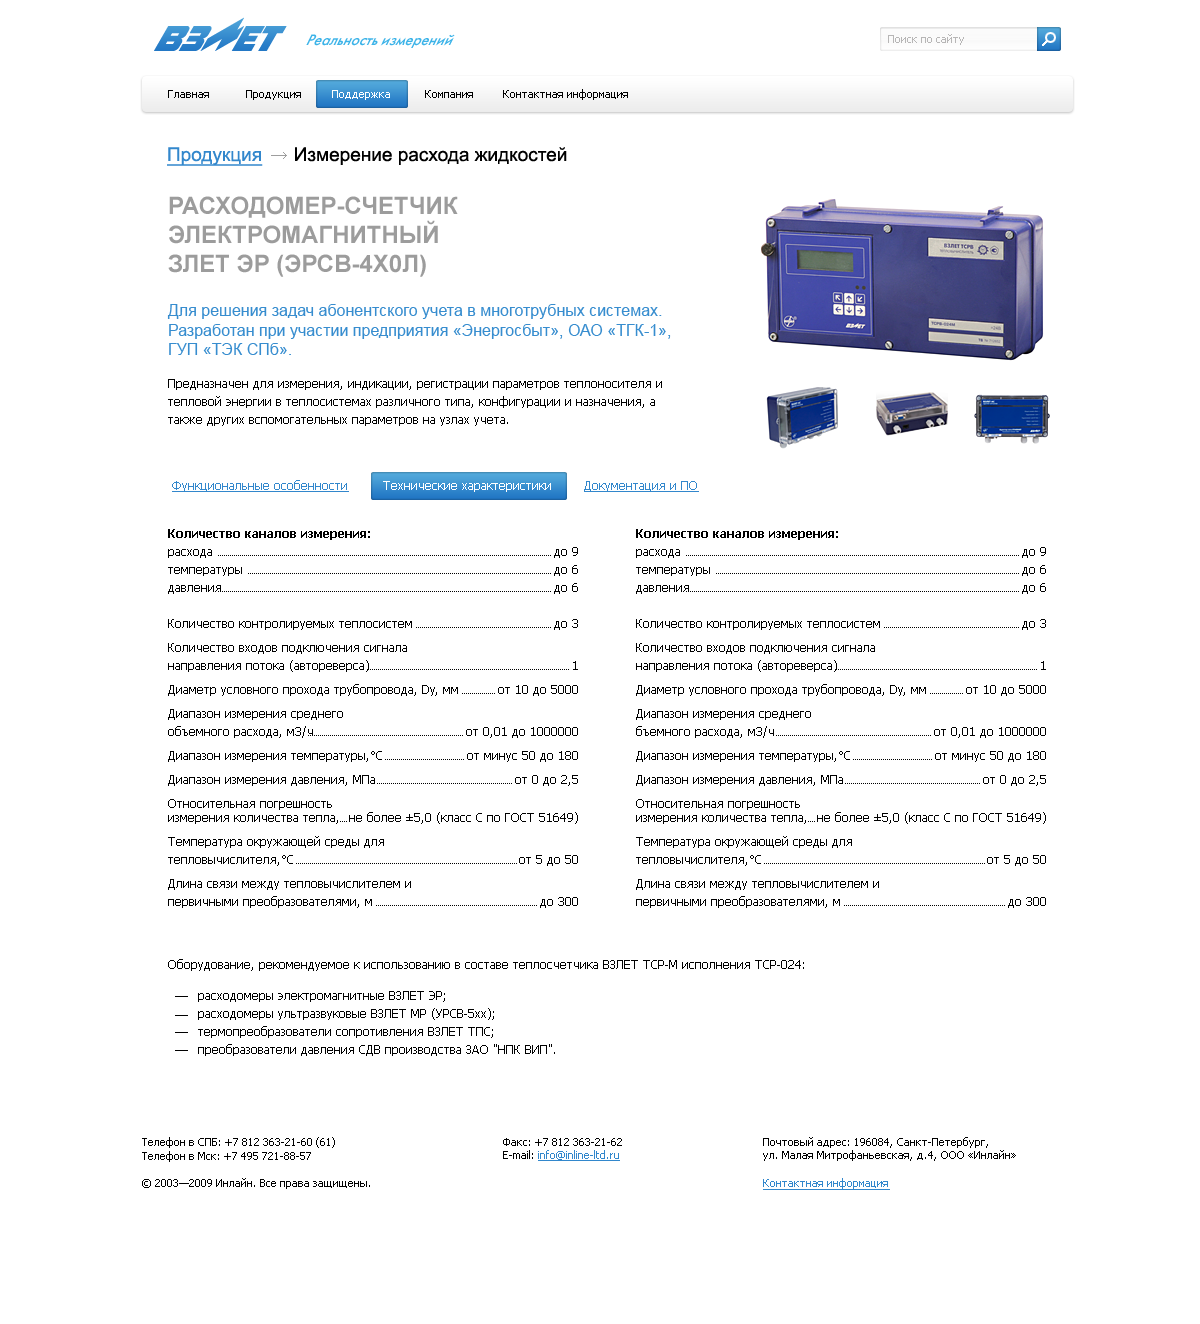 ВЗЛЕТ
Реальность измерений
Поиск по сайту
Главная
Продукция
Поддержка
Компания
Контактная информация
Продукция → Измерение расхода жидкостей
РАСХОДОМЕР-СЧЕТЧИК
ЭЛЕКТРОМАГНИТНЫЙ
ЗЛЕТ ЭР (ЭРСВ-4Х0Л)
ВЗЛЕТ ТСРВ
ВЗЛЕТ
Для решения задач абонентского учета в многотрубных системах.
Разработан при участии предприятия «Энергосбыт», ОАО «ТГК-1»,
ГУП «ТЭК СПб».
Предназначен для измерения, индикации, регистрации параметров теплоносителя и
тепловой энергии в теплосистемах различного типа, конфигурации и назначения, а
также других вспомогательных параметров на узлах учета.
Функциональные особенности
Технические характеристики
Документация и ПО
Количество каналов измерения:
расхода до 9
температуры до 6
давления до 6
Количество контролируемых теплосистем до 3
Количество входов подключения сигнала
направления потока (автореверса) 1
Диаметр условного прохода трубопровода, Dy, мм от 10 до 5000
Диапазон измерения среднего
объемного расхода, м3/ч от 0,01 до 1000000
Диапазон измерения температуры,°С от минус 50 до 180
Диапазон измерения давления, МПа от 0 до 2,5
Относительная погрешность
измерения количества тепла, не более ±5,0 (класс С по ГОСТ 51649)
Температура окружающей среды для
тепловычислителя,°С от 5 до 50
Длина связи между тепловычислителем и
первичными преобразователями, м до 300
Количество каналов измерения:
расхода до 9
температуры до 6
давления до 6
Количество контролируемых теплосистем до 3
Количество входов подключения сигнала
направления потока (автореверса) 1
Диаметр условного прохода трубопровода, Dy, мм от 10 до 5000
Диапазон измерения среднего
бъемного расхода, м3/ч от 0,01 до 1000000
Диапазон измерения температуры,°С от минус 50 до 180
Диапазон измерения давления, МПа от 0 до 2,5
Относительная погрешность
измерения количества тепла, не более ±5,0 (класс С по ГОСТ 51649)
Температура окружающей среды для
тепловычислителя,°С от 5 до 50
Длина связи между тепловычислителем и
первичными преобразователями, м до 300
Оборудование, рекомендуемое к использованию в составе теплосчетчика ВЗЛЕТ ТСР-М исполнения ТСР-024:
— расходомеры электромагнитные ВЗЛЕТ ЭР;
— расходомеры ультразвуковые ВЗЛЕТ МР (УРСВ-5хх);
— термопреобразователи сопротивления ВЗЛЕТ ТПС;
— преобразователи давления СДВ производства ЗАО "НПК ВИП".
Телефон в СПБ: +7 812 363-21-60 (61)
Телефон в Мск: +7 495 721-88-57
© 2003—2009 Инлайн. Все права защищены.
Факс: +7 812 363-21-62
E-mail: info@inline-ltd.ru
Почтовый адрес: 196084, Санкт-Петербург,
ул. Малая Митрофаньевская, д.4, ООО «Инлайн»
Контактная информация